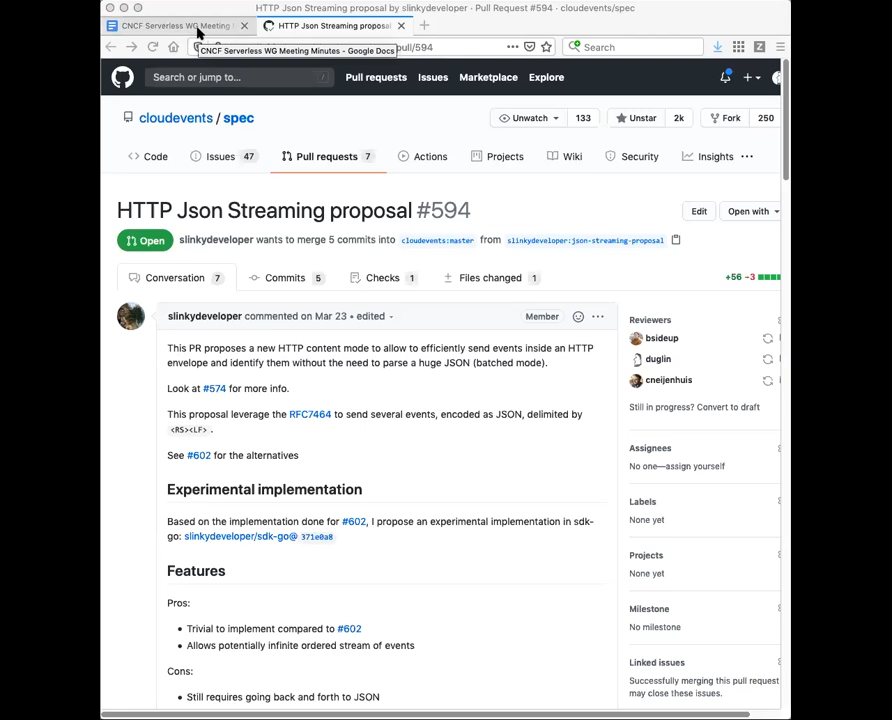 HTTP Json Streaming proposal by slinkydeveloper · Pull Request #594 · cloudevents/spec
CNCF Serverless WG Meeting
HTTP Json Streaming proposal
CNCF Serverless WG Meeting Minutes - Google Docs
pull/594
Search
Search or jump to...
/
Pull requests
Issues
Marketplace
Explore
cloudevents / spec
Unwatch 133
Unstar 2k
Fork 250
Code
Issues 47
Pull requests 7
Actions
Projects
Wiki
Security
Insights
HTTP Json Streaming proposal #594
Edit
Open with
Open
slinkydeveloper wants to merge 5 commits into cloudevents:master from slinkydeveloper:json-streaming-proposal
Conversation 7
Commits 5
Checks 1
Files changed 1
+56 −3
slinkydeveloper commented on Mar 23 • edited
Member
This PR proposes a new HTTP content mode to allow to efficiently send events inside an HTTP
envelope and identify them without the need to parse a huge JSON (batched mode).
Look at #574 for more info.
This proposal leverage the RFC7464 to send several events, encoded as JSON, delimited by
<RS><LF> .
See #602 for the alternatives
Experimental implementation
Based on the implementation done for #602, I propose an experimental implementation in sdk-
go: slinkydeveloper/sdk-go@ 371e0a8
Features
Pros:
• Trivial to implement compared to #602
• Allows potentially infinite ordered stream of events
Cons:
• Still requires going back and forth to JSON
Reviewers
bsideup
duglin
cneijenhuis
Still in progress? Convert to draft
Assignees
No one—assign yourself
Labels
None yet
Projects
None yet
Milestone
No milestone
Linked issues
Successfully merging this pull request
may close these issues.